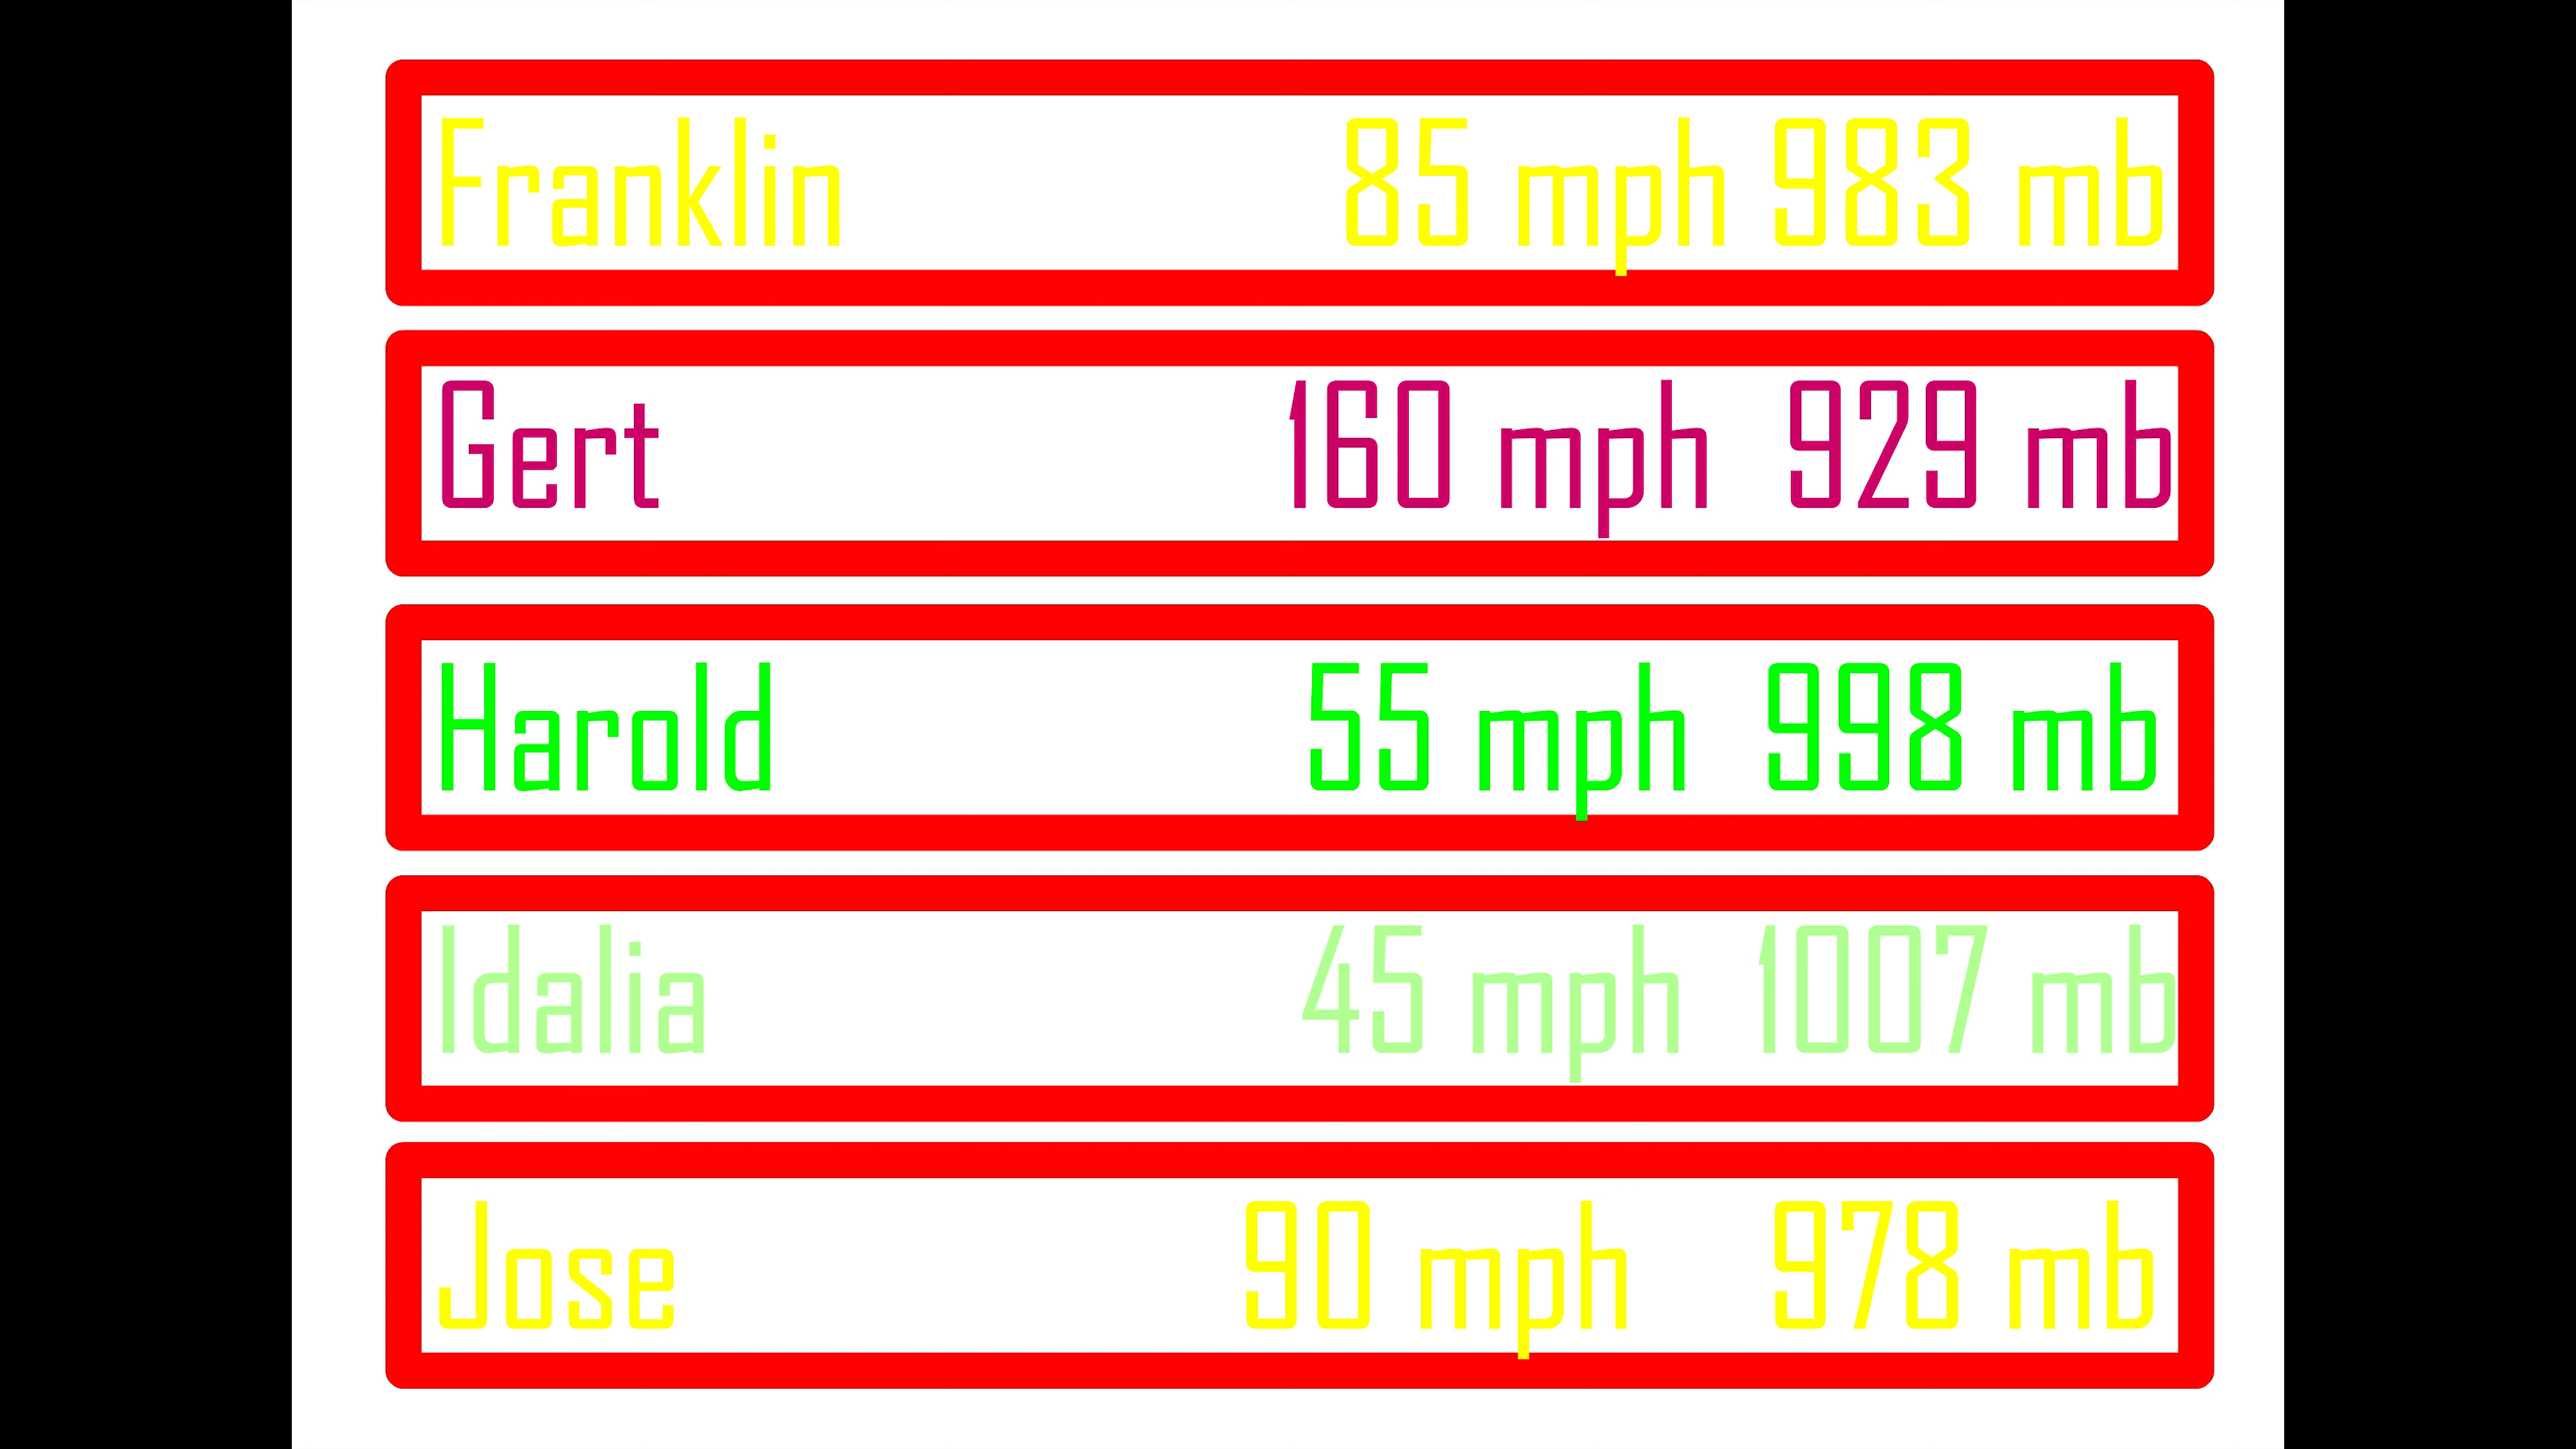 Franklin 85 mph 983 mb
Gert 160 mph 929 mb
Harold 55 mph 998 mb
Idalia 45 mph 1007 mb
Jose 90 mph 978 mb